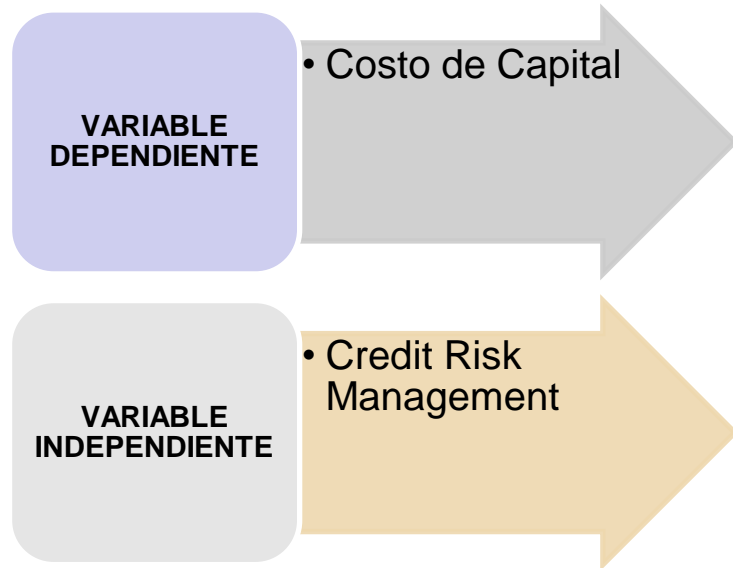 VARIABLE
DEPENDIENTE
• Costo de Capital
VARIABLE
INDEPENDIENTE
• Credit Risk
Management